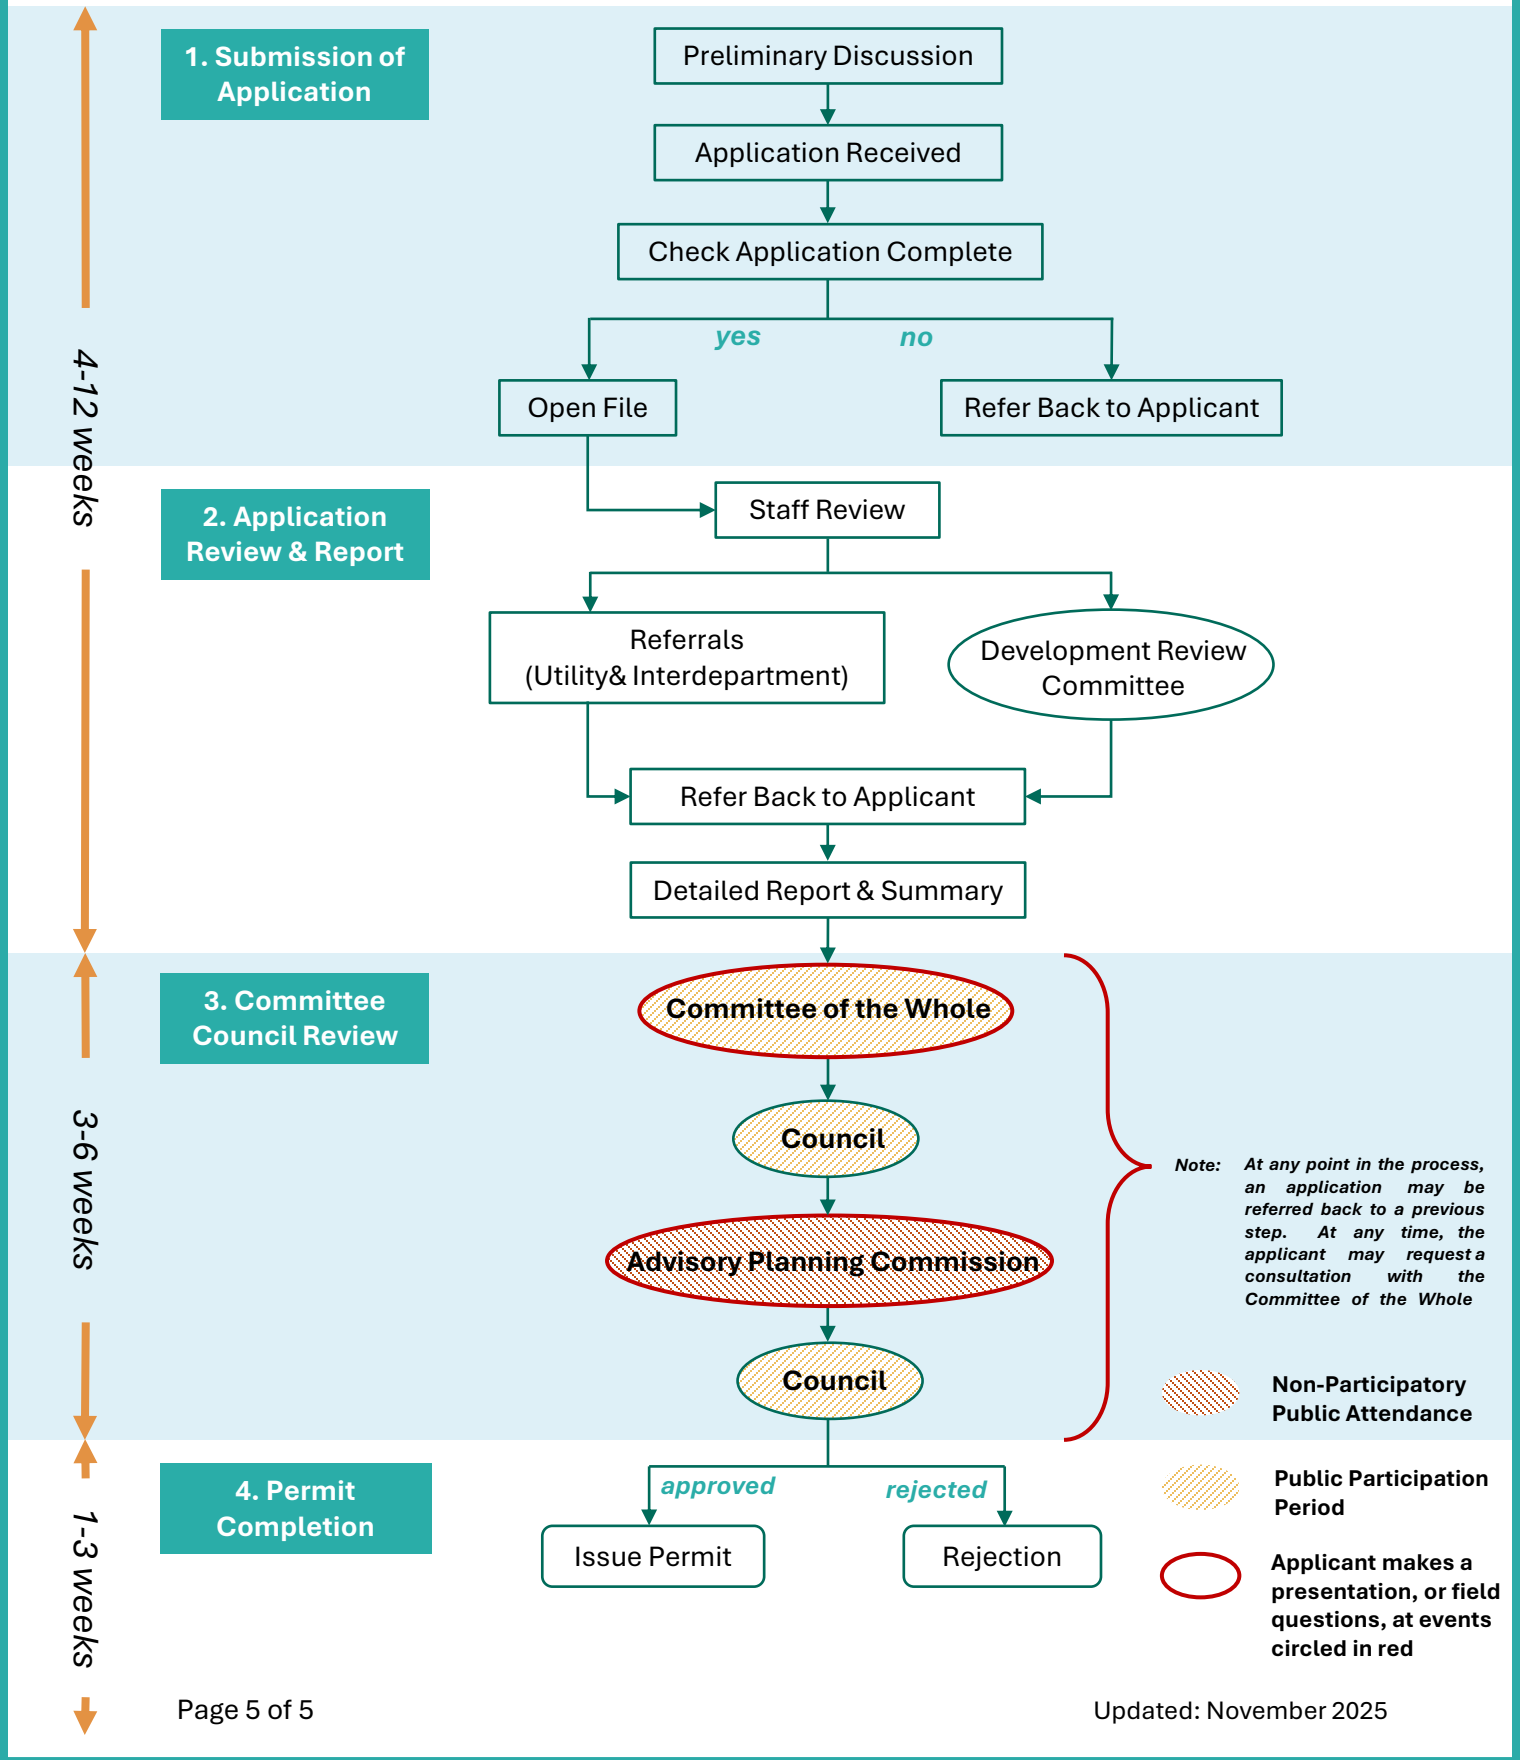 1. Submission of
Application
Preliminary Discussion
Application Received
Check Application Complete
yes
no
Open File
Refer Back to Applicant
4-12 weeks
2. Application
Review & Report
Staff Review
Referrals
(Utility& Interdepartment)
Development Review
Committee
Refer Back to Applicant
Detailed Report & Summary
3. Committee
Council Review
Committee of the Whole
Council
3-6 weeks
Advisory Planning Commission
Council
Note: At any point in the process,
an application may be
referred back to a previous
step. At any time, the
applicant may request a
consultation with the
Committee of the Whole
Non-Participatory
Public Attendance
4. Permit
Completion
approved
rejected
Issue Permit
Rejection
1-3 weeks
Public Participation
Period
Applicant makes a
presentation, or field
questions, at events
circled in red
Page 5 of 5
Updated: November 2025